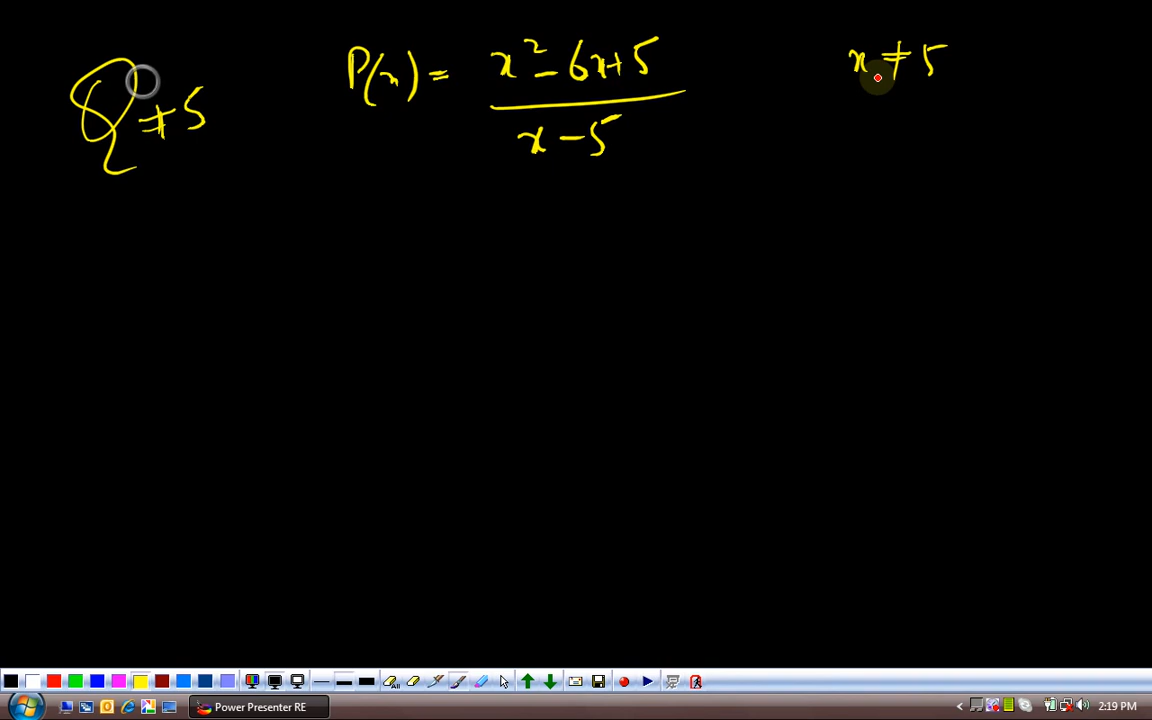 P(x) = x² - 6x + 5
x - 5
x ≠ 5
≠ 5
Power Presenter RE
2:19 PM